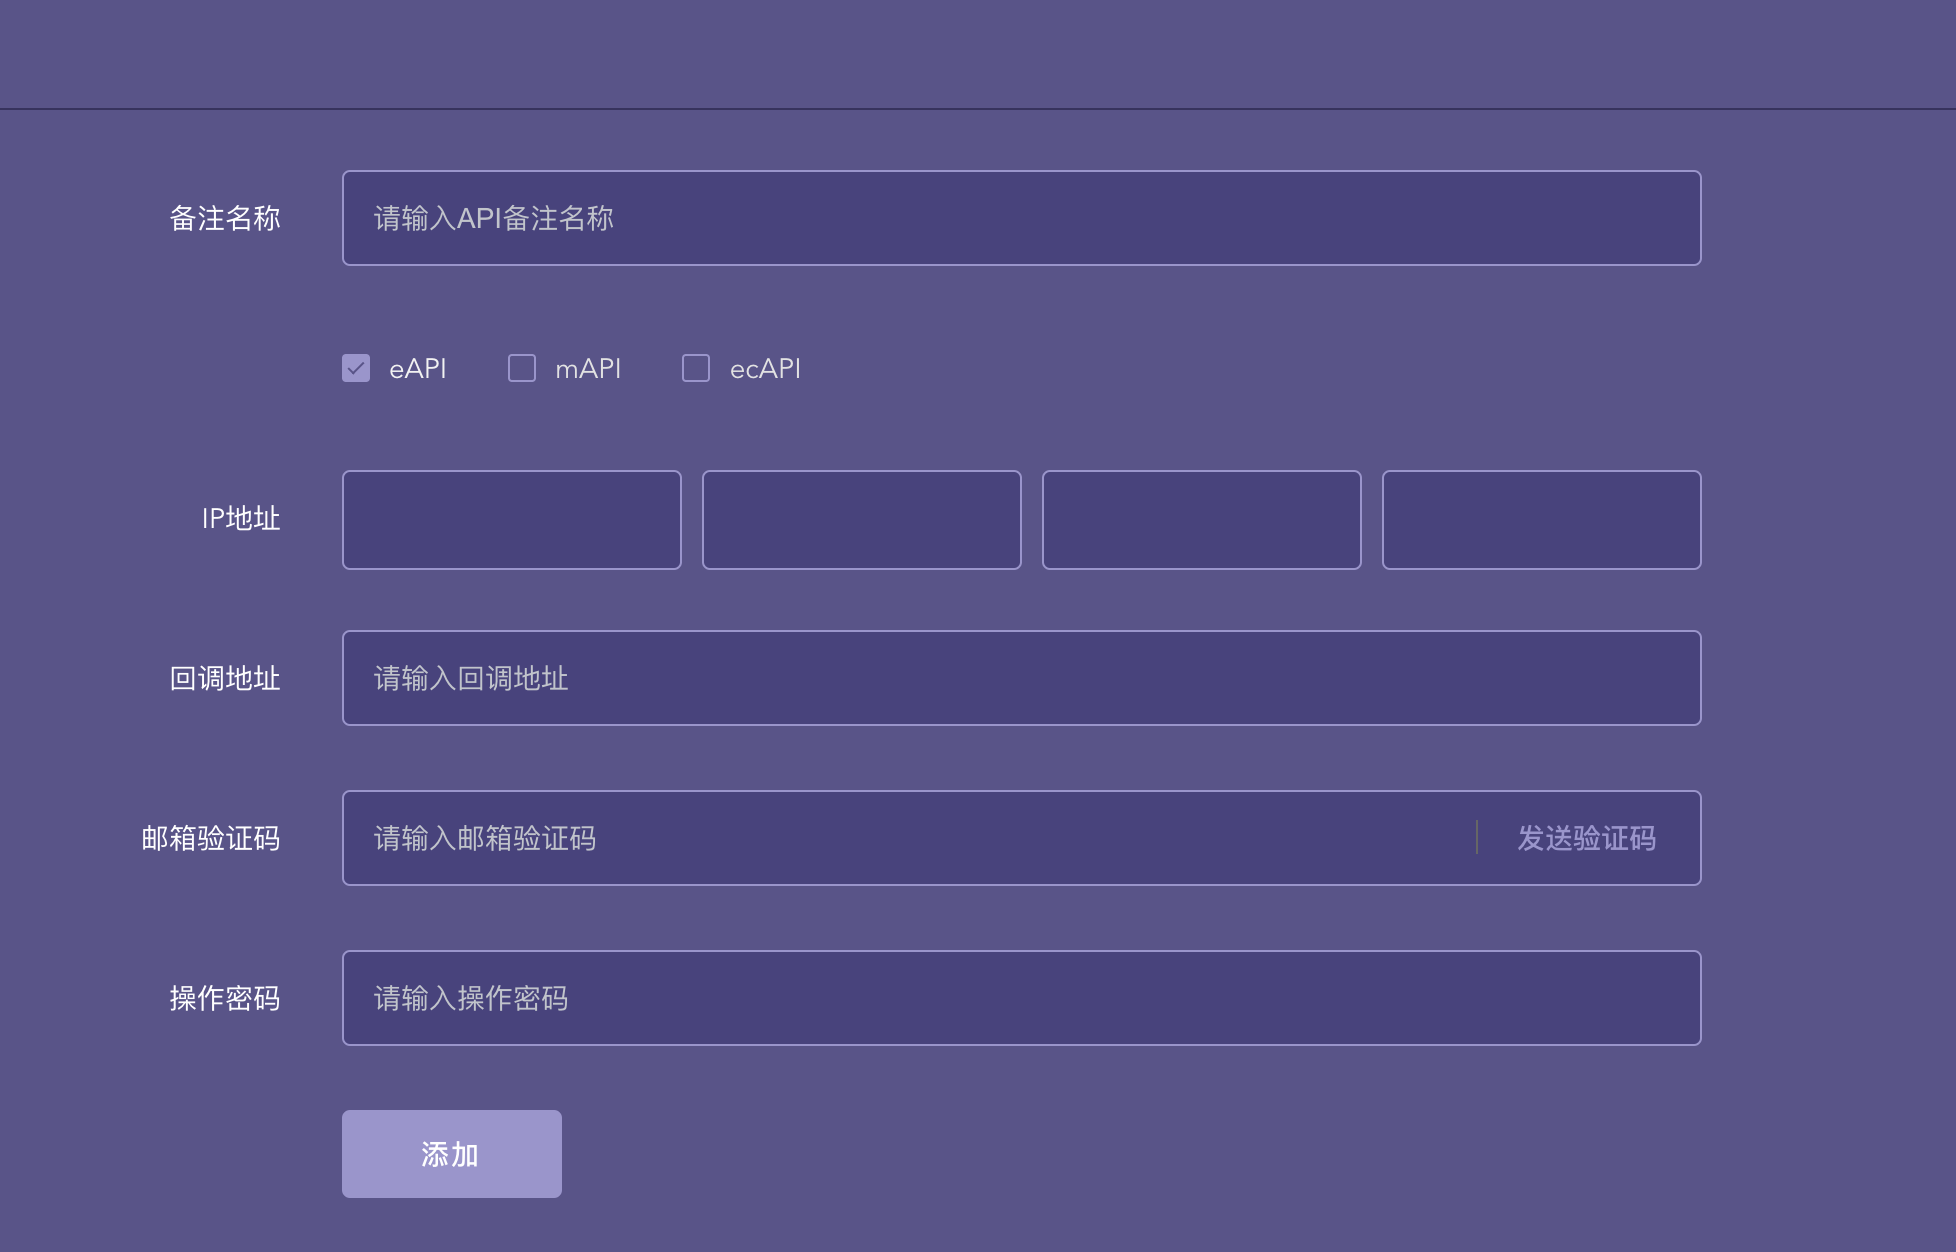 备注名称 请输入API备注名称
eAPI mAPI ecAPI
IP地址
回调地址 请输入回调地址
邮箱验证码 请输入邮箱验证码 发送验证码
操作密码 请输入操作密码
添加